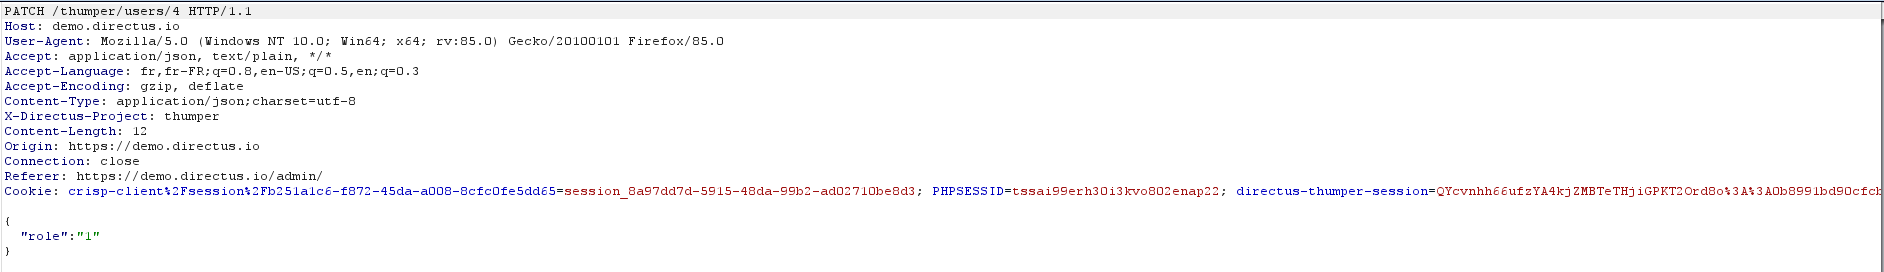 PATCH /thumper/users/4 HTTP/1.1
Host: demo.directus.io
User-Agent: Mozilla/5.0 (Windows NT 10.0; Win64; x64; rv:85.0) Gecko/20100101 Firefox/85.0
Accept: application/json, text/plain, */*
Accept-Language: fr,fr-FR;q=0.8,en-US;q=0.5,en;q=0.3
Accept-Encoding: gzip, deflate
Content-Type: application/json;charset=utf-8
X-Directus-Project: thumper
Content-Length: 12
Origin: https://demo.directus.io
Connection: close
Referer: https://demo.directus.io/admin/
Cookie: crisp-client%2Fsession%2Fb251a1c6-f872-45da-a008-8cfc0fe5dd65=session_8a97dd7d-5915-48da-99b2-ad02710be8d3; PHPSESSID=tssai99erh30i3kvo802enap22; directus-thumper-session=QYcvnhh66ufzYA4kjZMBTeTHjiGPKT2Ord8o%3A%3A0b8991bd90cfcb
{
"role":"1"
}